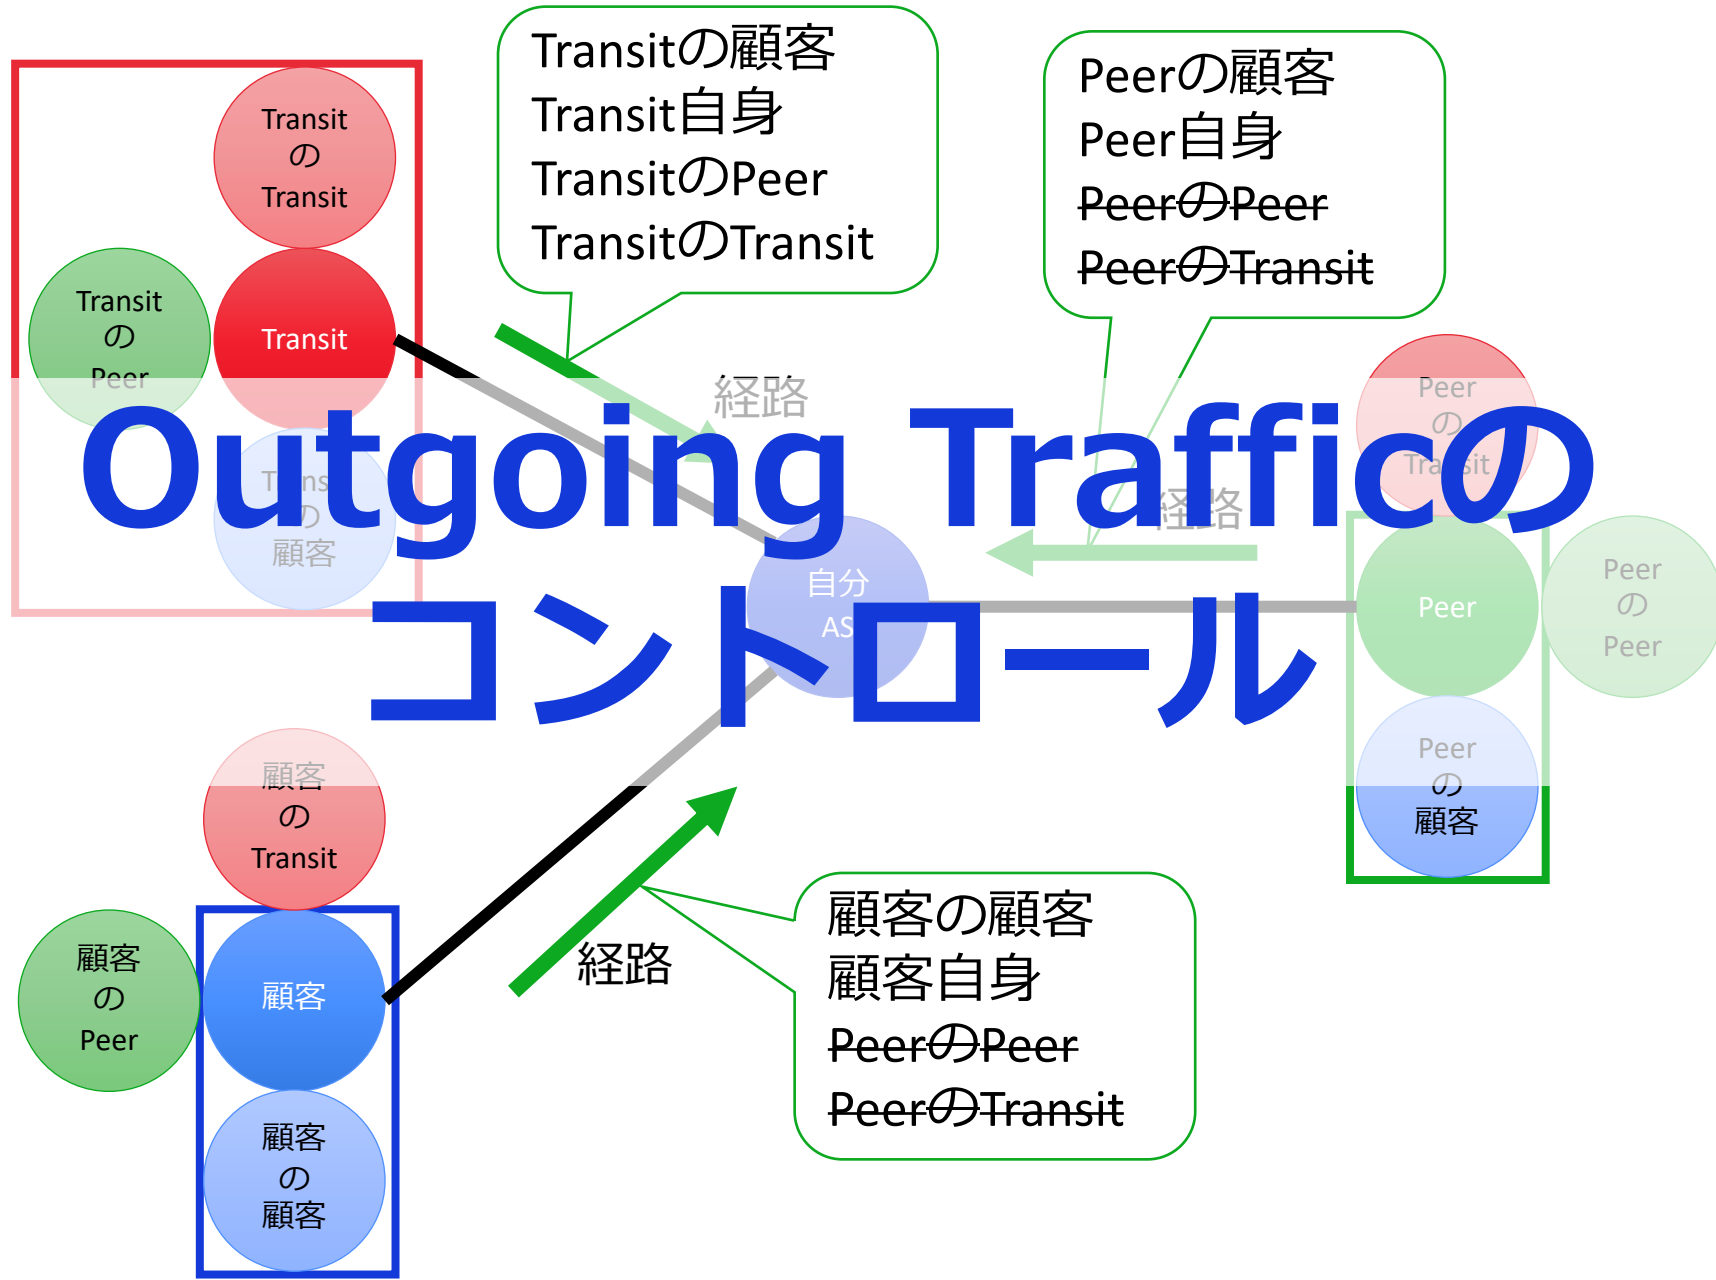 Transitの顧客
Transit自身
TransitのPeer
TransitのTransit
Peerの顧客
Peer自身
PeerのPeer
PeerのTransit
Transit
の
Transit
Transit
の
Peer
Transit
経路
Peer
の
Transit
Outgoing Trafficの
コントロール
Transit
の
顧客
経路
自分
AS
Peer
Peer
の
Peer
Peer
の
顧客
顧客
の
Transit
顧客
の
Peer
顧客
経路
顧客の顧客
顧客自身
PeerのPeer
PeerのTransit
顧客
の
顧客